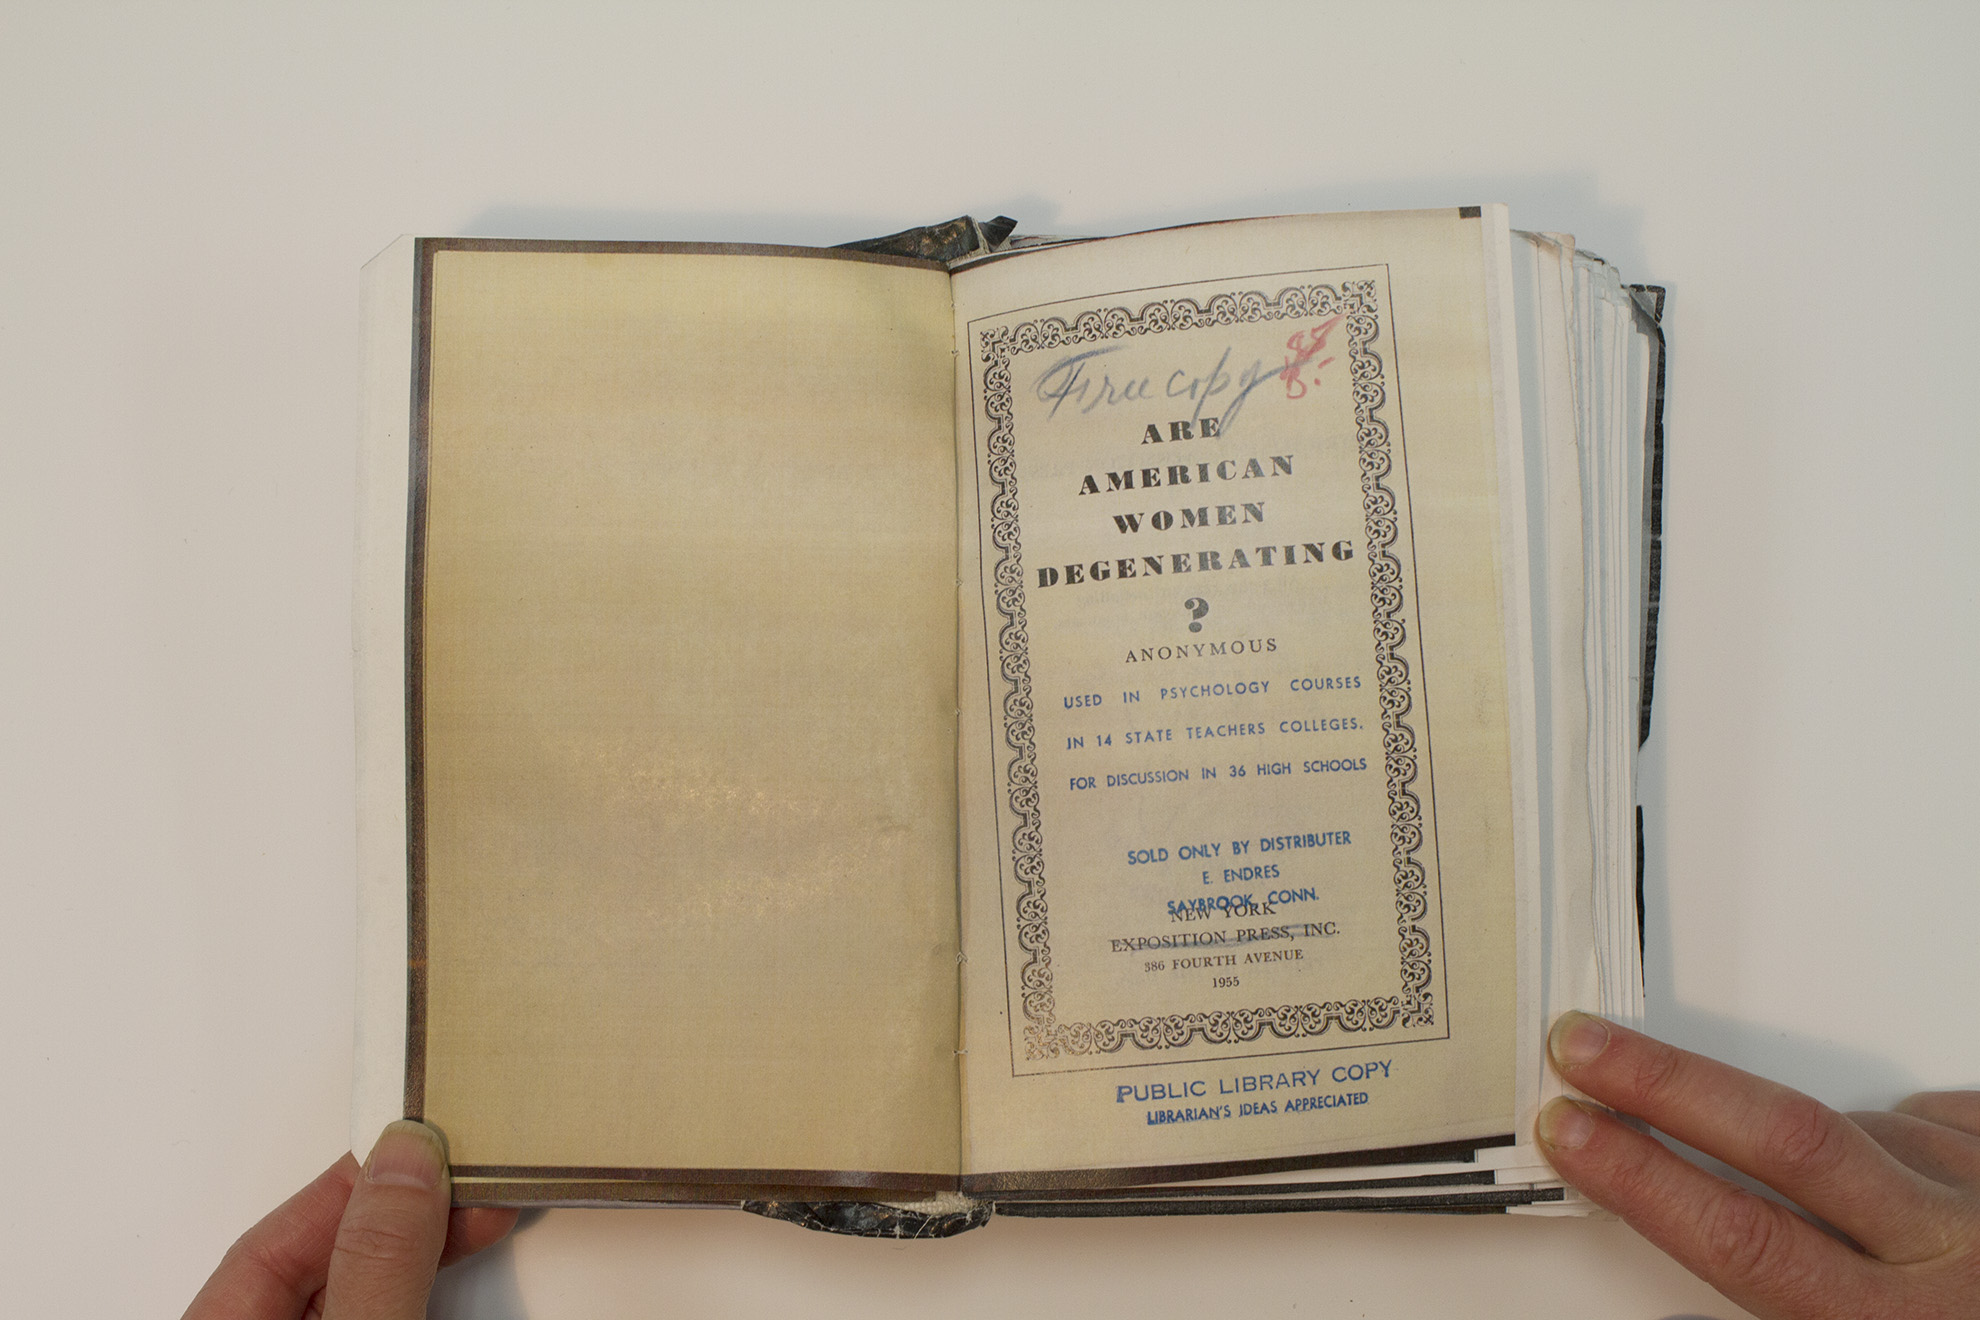 Free copy
ARE
AMERICAN
WOMEN
DEGENERATING
?
ANONYMOUS
USED IN PSYCHOLOGY COURSES
IN 14 STATE TEACHERS COLLEGES.
FOR DISCUSSION IN 36 HIGH SCHOOLS
SOLD ONLY BY DISTRIBUTER
E. ENDRES
SAYBROOK, CONN.
NEW YORK
EXPOSITION PRESS, INC.
386 FOURTH AVENUE
1955
PUBLIC LIBRARY COPY
LIBRARIAN'S IDEAS APPRECIATED